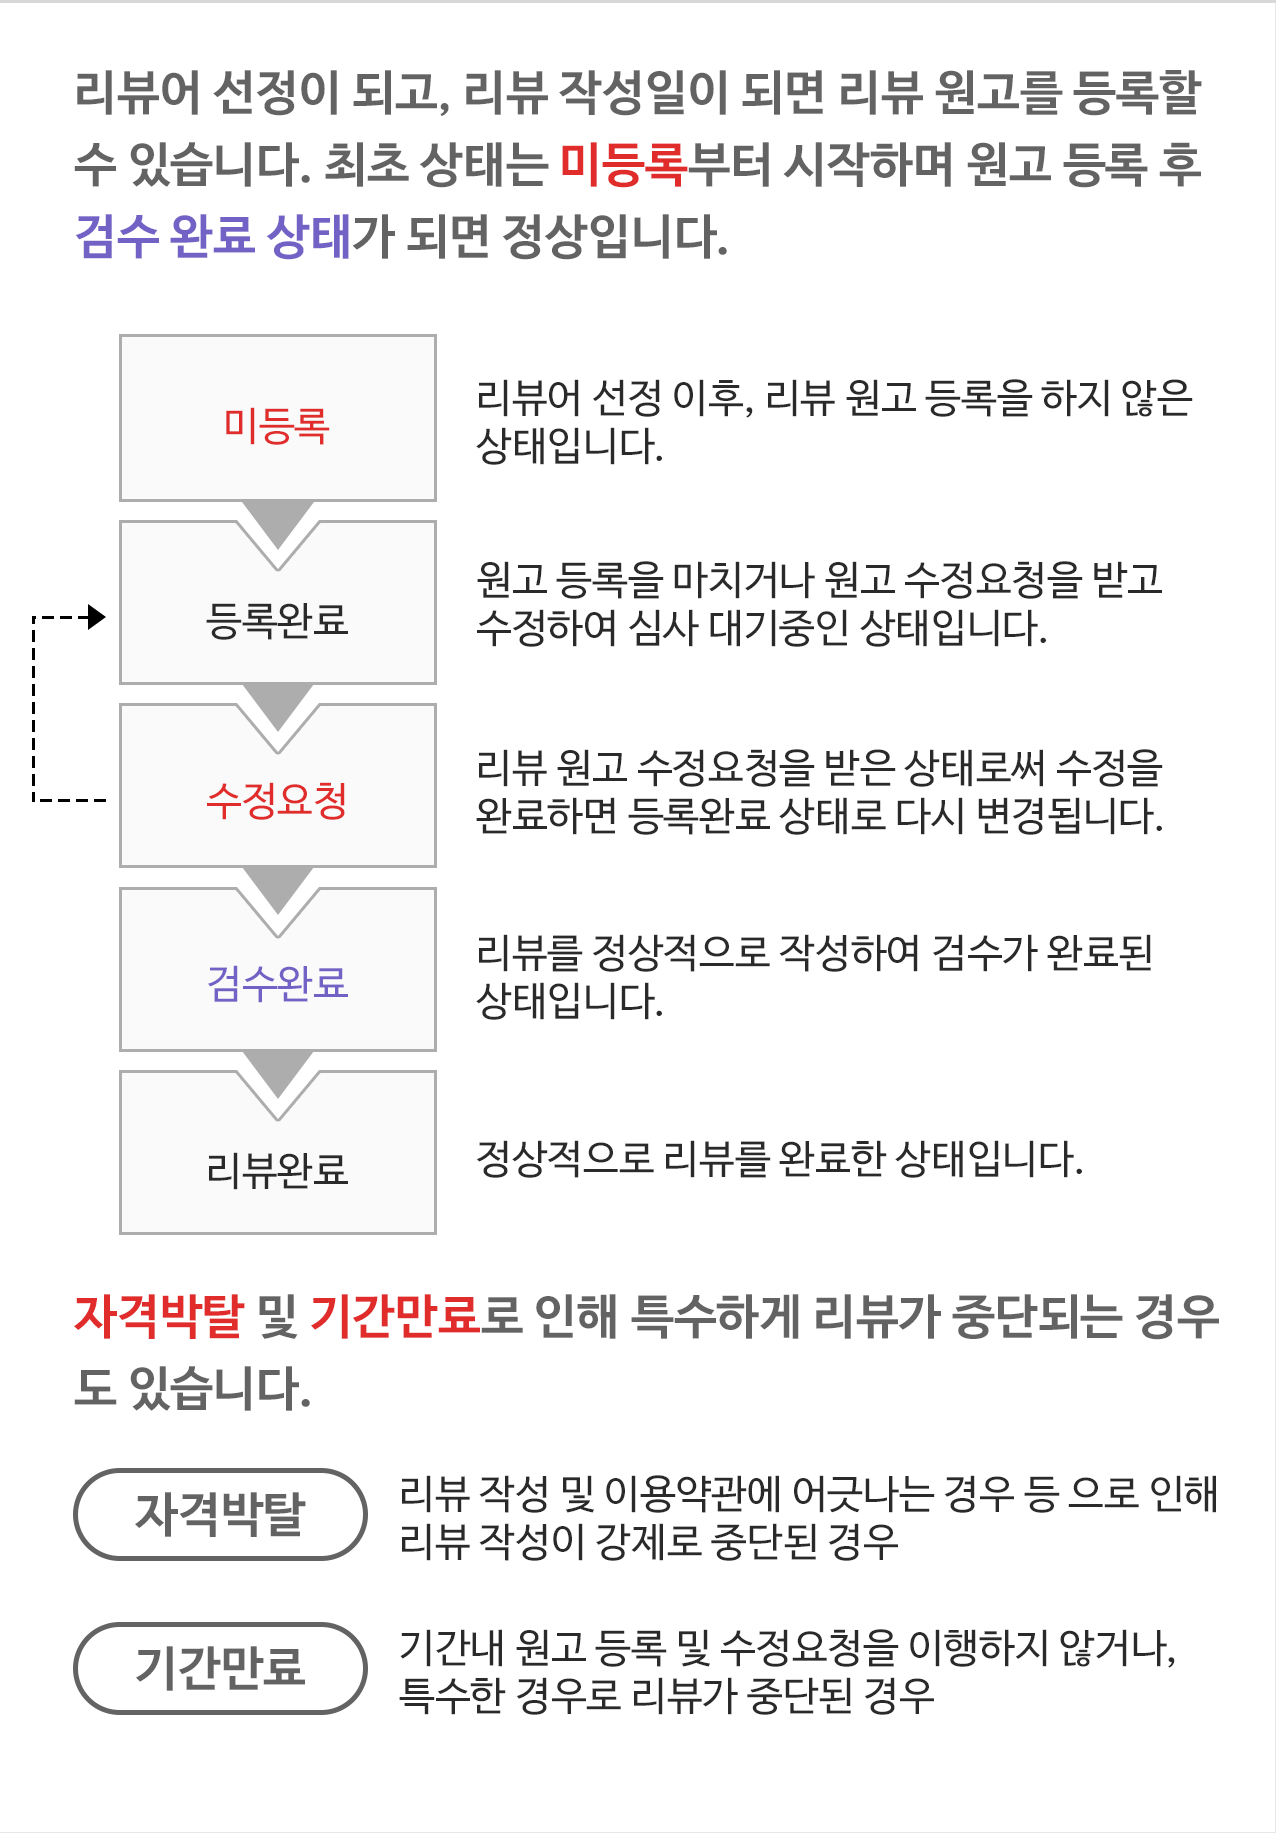 리뷰어 선정이 되고, 리뷰 작성일이 되면 리뷰 원고를 등록할
수 있습니다. 최초 상태는 미등록부터 시작하며 원고 등록 후
검수 완료 상태가 되면 정상입니다.
미등록
리뷰어 선정 이후, 리뷰 원고 등록을 하지 않은
상태입니다.
등록완료
원고 등록을 마치거나 원고 수정요청을 받고
수정하여 심사 대기중인 상태입니다.
수정요청
리뷰 원고 수정요청을 받은 상태로써 수정을
완료하면 등록완료 상태로 다시 변경됩니다.
검수완료
리뷰를 정상적으로 작성하여 검수가 완료된
상태입니다.
리뷰완료
정상적으로 리뷰를 완료한 상태입니다.
자격박탈 및 기간만료로 인해 특수하게 리뷰가 중단되는 경우
도 있습니다.
자격박탈
리뷰 작성 및 이용약관에 어긋나는 경우 등 으로 인해
리뷰 작성이 강제로 중단된 경우
기간만료
기간내 원고 등록 및 수정요청을 이행하지 않거나,
특수한 경우로 리뷰가 중단된 경우